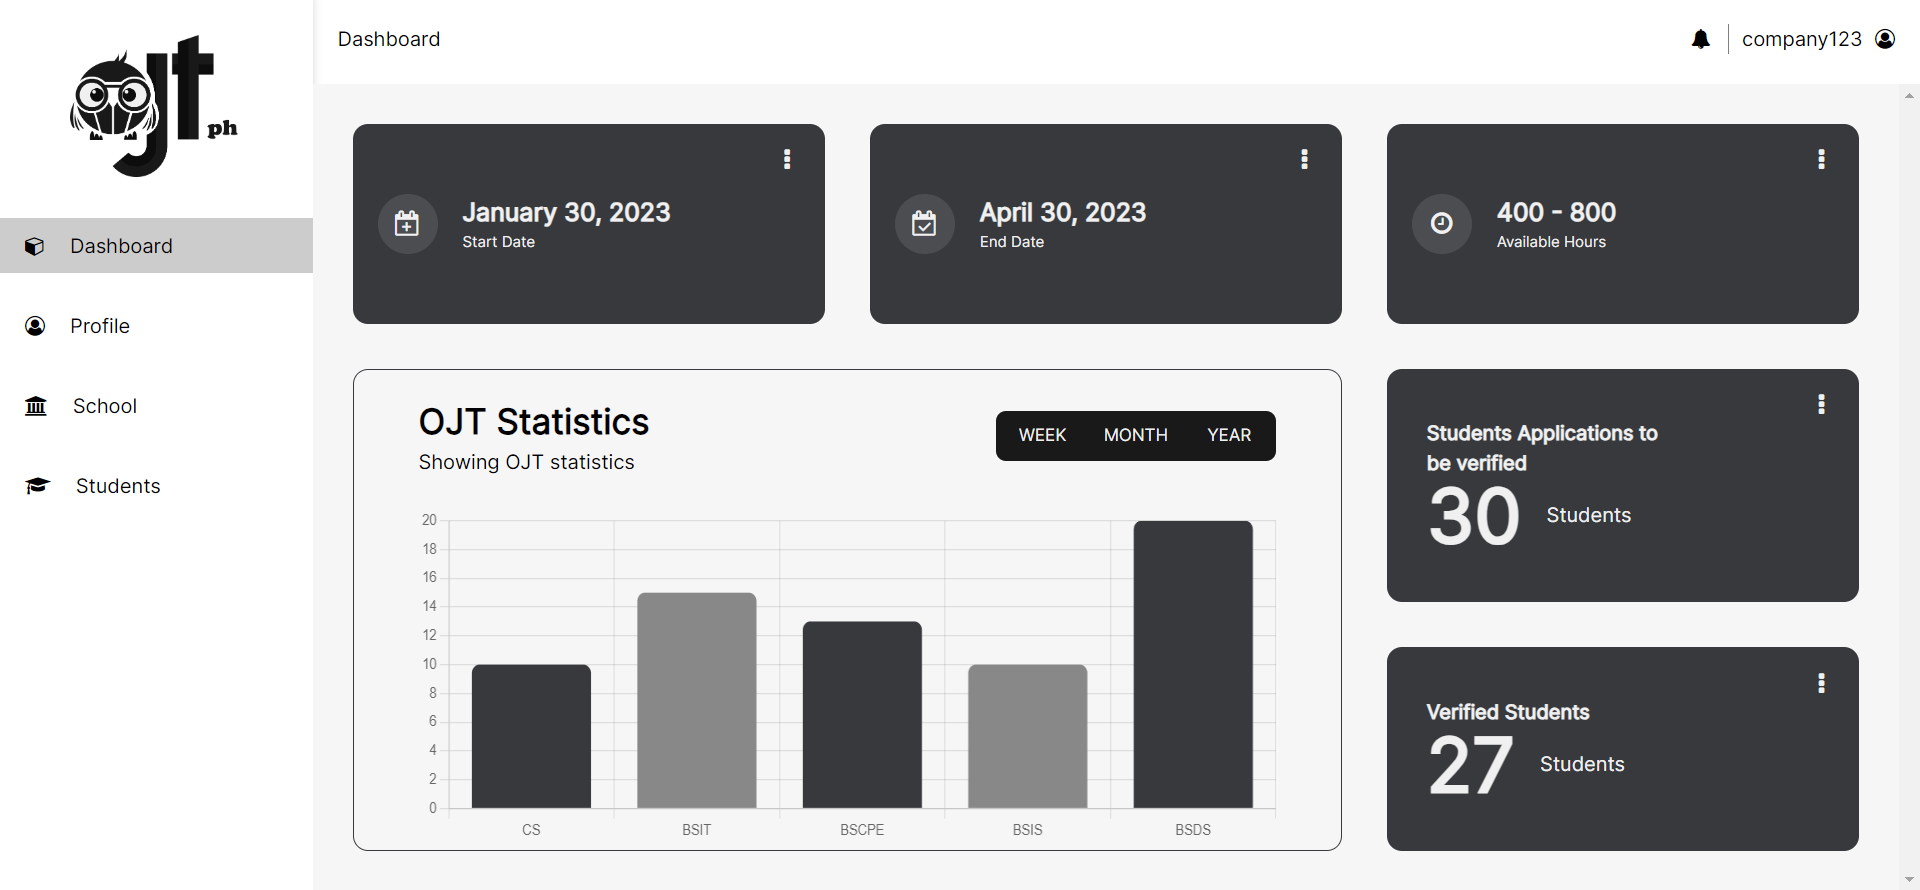 ojt
ph
Dashboard
Profile
School
Students
Dashboard
company123
January 30, 2023
Start Date
April 30, 2023
End Date
400 - 800
Available Hours
OJT Statistics
Showing OJT statistics
WEEK MONTH YEAR
20
18
16
14
12
10
8
6
4
2
0
CS BSIT BSCPE BSIS BSDS
Students Applications to
be verified
30 Students
Verified Students
27 Students